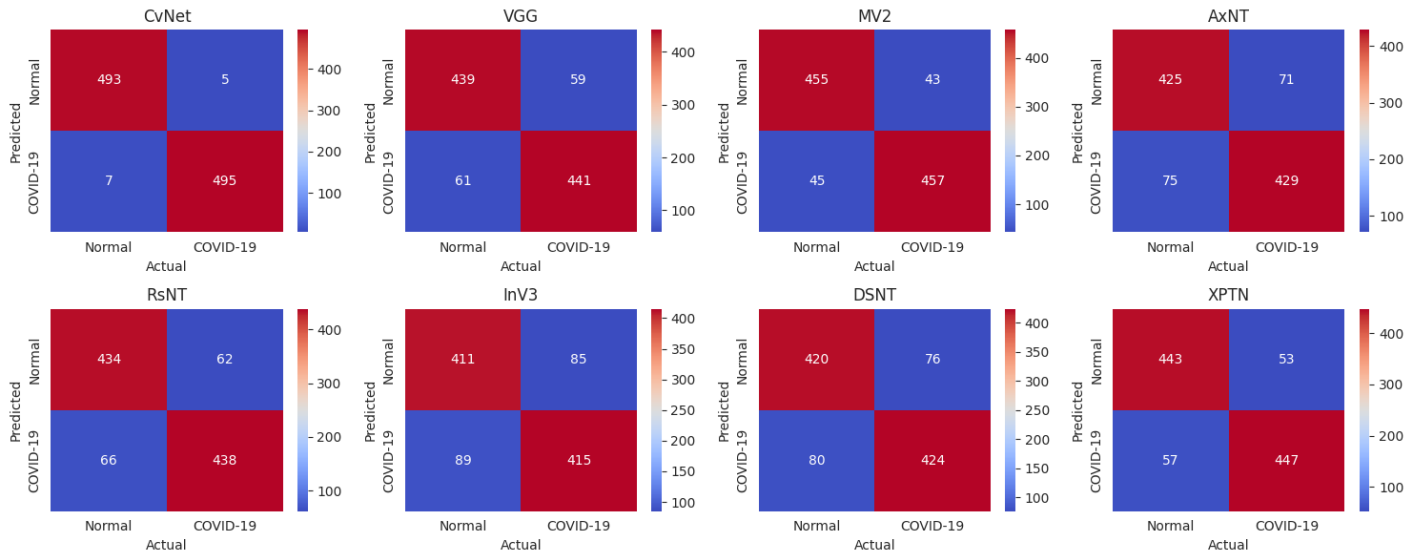 CvNet
Predicted
Normal
COVID-19
493 5
7 495
400
300
200
100
Normal COVID-19
Actual
VGG
Predicted
Normal
COVID-19
439 59
61 441
400
300
200
100
Normal COVID-19
Actual
MV2
Predicted
Normal
COVID-19
455 43
45 457
400
300
200
100
Normal COVID-19
Actual
AxNT
Predicted
Normal
COVID-19
425 71
75 429
400
300
200
100
Normal COVID-19
Actual
RsNT
Predicted
Normal
COVID-19
434 62
66 438
400
300
200
100
Normal COVID-19
Actual
InV3
Predicted
Normal
COVID-19
411 85
89 415
400
350
300
250
200
150
100
Normal COVID-19
Actual
DSNT
Predicted
Normal
COVID-19
420 76
80 424
400
350
300
250
200
150
100
Normal COVID-19
Actual
XPTN
Predicted
Normal
COVID-19
443 53
57 447
400
300
200
100
Normal COVID-19
Actual